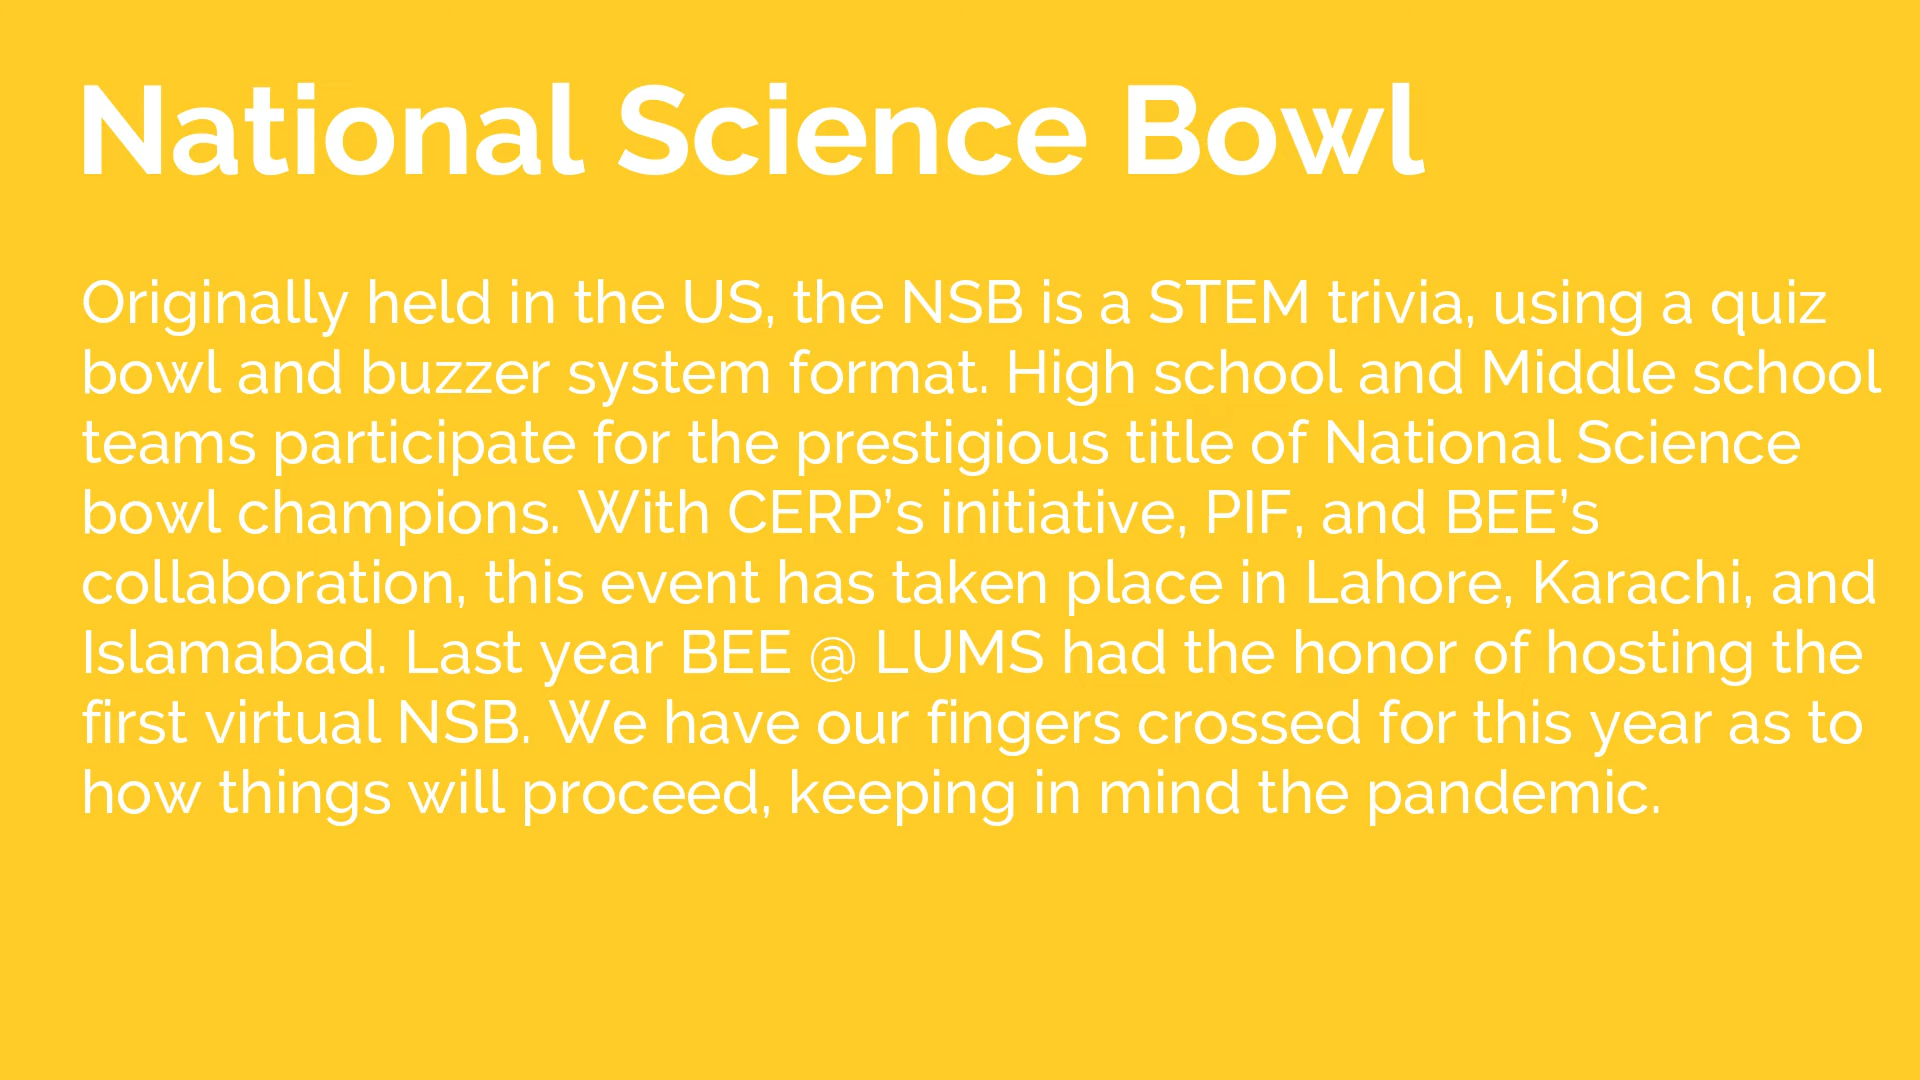 National Science Bowl
Originally held in the US, the NSB is a STEM trivia, using a quiz
bowl and buzzer system format. High school and Middle school
teams participate for the prestigious title of National Science
bowl champions. With CERP’s initiative, PIF, and BEE’s
collaboration, this event has taken place in Lahore, Karachi, and
Islamabad. Last year BEE @ LUMS had the honor of hosting the
first virtual NSB. We have our fingers crossed for this year as to
how things will proceed, keeping in mind the pandemic.